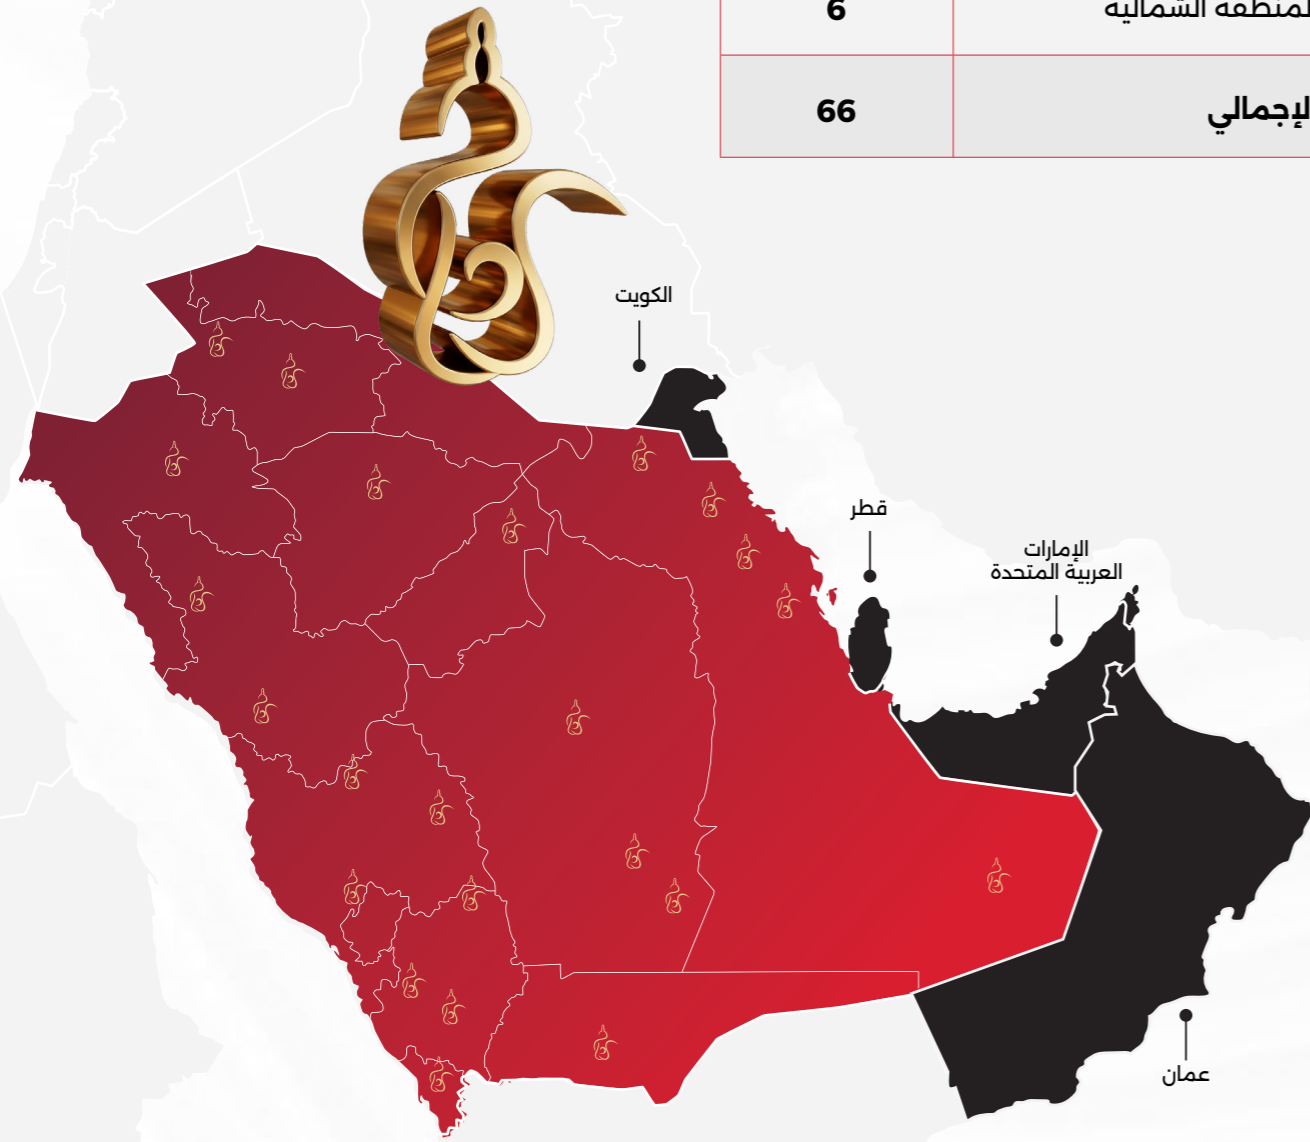 المنطقة الشمالية 6
الإجمالي 66
الكويت
قطر
الإمارات
العربية المتحدة
عمان